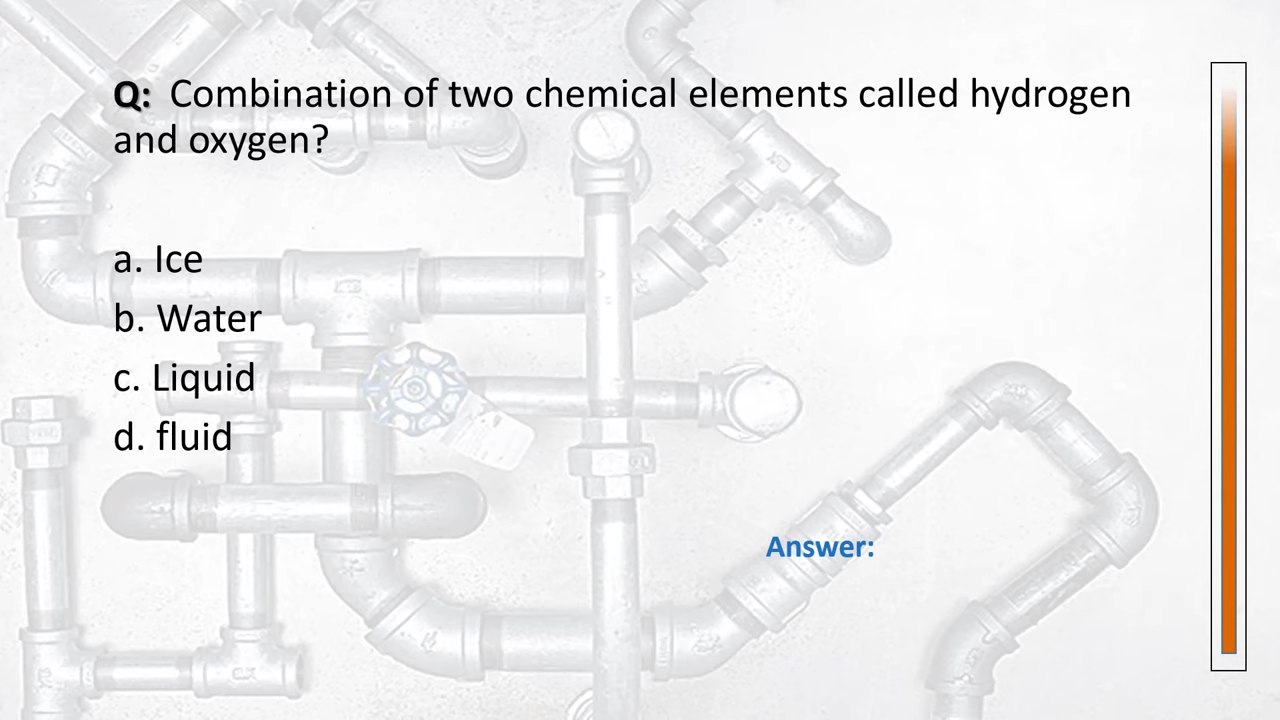 Q: Combination of two chemical elements called hydrogen
and oxygen?
a. Ice
b. Water
c. Liquid
d. fluid
Answer: